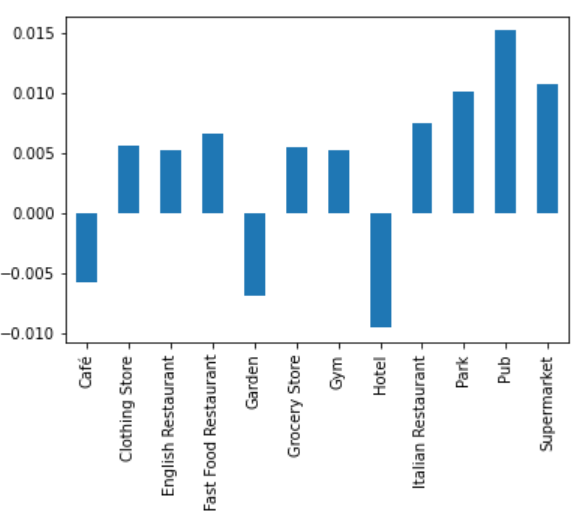 0.015
0.010
0.005
0.000
−0.005
−0.010
Café
Clothing Store
English Restaurant
Fast Food Restaurant
Garden
Grocery Store
Gym
Hotel
Italian Restaurant
Park
Pub
Supermarket